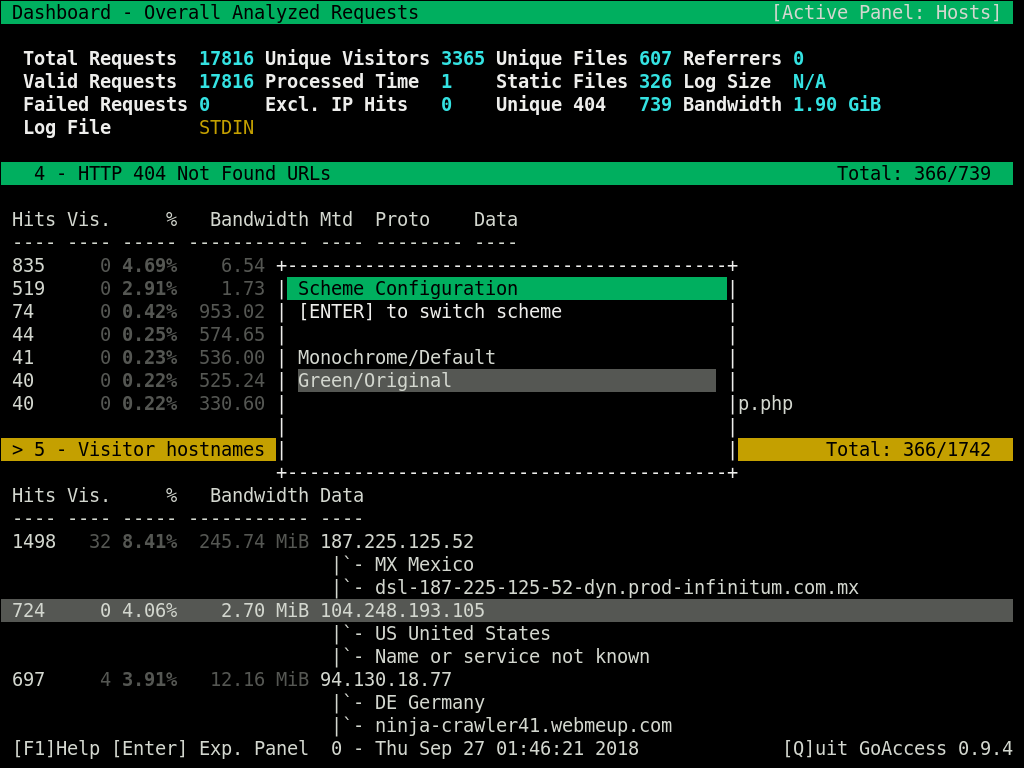 Dashboard - Overall Analyzed Requests [Active Panel: Hosts]
Total Requests 17816 Unique Visitors 3365 Unique Files 607 Referrers 0
Valid Requests 17816 Processed Time 1 Static Files 326 Log Size N/A
Failed Requests 0 Excl. IP Hits 0 Unique 404 739 Bandwidth 1.90 GiB
Log File STDIN
4 - HTTP 404 Not Found URLs Total: 366/739
Hits Vis. % Bandwidth Mtd Proto Data
---- ---- ----- ----------- ---- -------- ----
835 0 4.69% 6.54 +----------------------------------------+
519 0 2.91% 1.73 | Scheme Configuration |
74 0 0.42% 953.02 | [ENTER] to switch scheme |
44 0 0.25% 574.65 | |
41 0 0.23% 536.00 | Monochrome/Default |
40 0 0.22% 525.24 | Green/Original |
40 0 0.22% 330.60 | |p.php
| |
> 5 - Visitor hostnames | | Total: 366/1742
+----------------------------------------+
Hits Vis. % Bandwidth Data
---- ---- ----- ----------- ----
1498 32 8.41% 245.74 MiB 187.225.125.52
|`- MX Mexico
|`- dsl-187-225-125-52-dyn.prod-infinitum.com.mx
724 0 4.06% 2.70 MiB 104.248.193.105
|`- US United States
|`- Name or service not known
697 4 3.91% 12.16 MiB 94.130.18.77
|`- DE Germany
|`- ninja-crawler41.webmeup.com
[F1]Help [Enter] Exp. Panel 0 - Thu Sep 27 01:46:21 2018 [Q]uit GoAccess 0.9.4